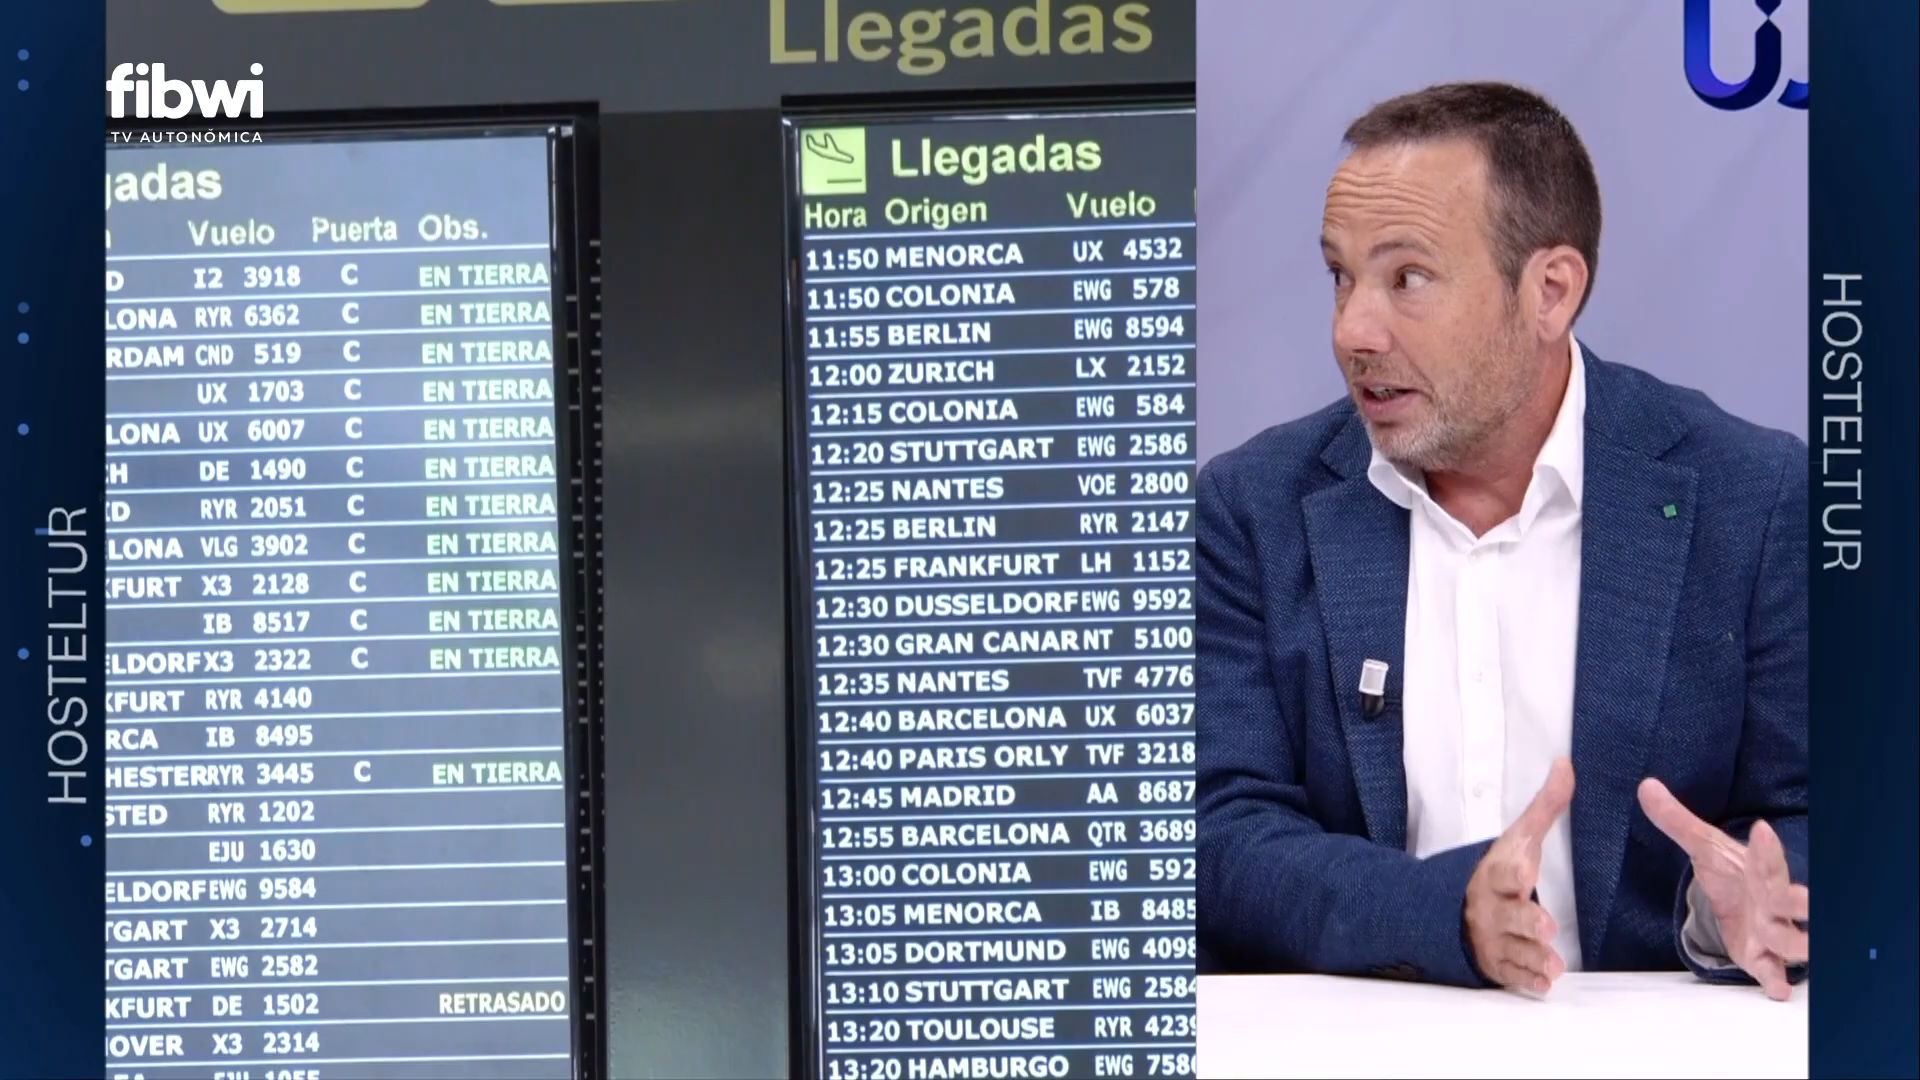 fibwi
TV AUTONÓMICA
Llegadas
gadas
Vuelo Puerta Obs.
D I2 3918 C EN TIERRA
LONA RYR 6362 C EN TIERRA
RDAM CND 519 C EN TIERRA
UX 1703 C EN TIERRA
LONA UX 6007 C EN TIERRA
CH DE 1490 C EN TIERRA
RYR 2051 C EN TIERRA
LONA VLG 3902 C EN TIERRA
KFURT X3 2128 C EN TIERRA
IB 8517 C EN TIERRA
ELDORF X3 2322 C EN TIERRA
KFURT RYR 4140
RCA IB 8495
HESTER RYR 3445 C EN TIERRA
STED RYR 1202
EJU 1630
ELDORF EWG 9584
TGART X3 2714
TGART EWG 2582
KFURT DE 1502 RETRASADO
OVER X3 2314
Llegadas
Hora Origen Vuelo
11:50 MENORCA UX 4532
11:50 COLONIA EWG 578
11:55 BERLIN EWG 8594
12:00 ZURICH LX 2152
12:15 COLONIA EWG 584
12:20 STUTTGART EWG 2586
12:25 NANTES VOE 2800
12:25 BERLIN RYR 2147
12:25 FRANKFURT LH 1152
12:30 DUSSELDORF EWG 9592
12:30 GRAN CANAR NT 5100
12:35 NANTES TVF 4776
12:40 BARCELONA UX 6037
12:40 PARIS ORLY TVF 3218
12:45 MADRID AA 8687
12:55 BARCELONA QTR 3689
13:00 COLONIA EWG 592
13:05 MENORCA IB 8485
13:05 DORTMUND EWG 4098
13:10 STUTTGART EWG 2584
13:20 TOULOUSE RYR 4239
13:20 HAMBURGO EWG 7586
HOSTELTUR
HOSTELTUR